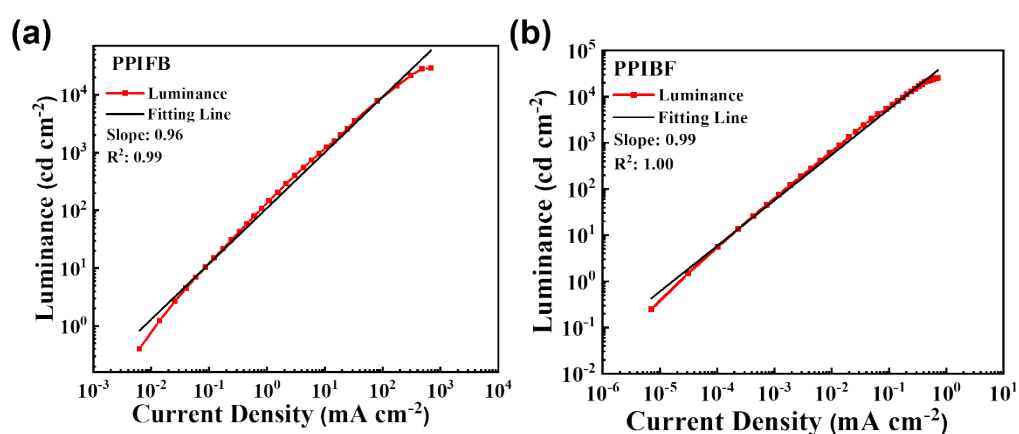 (a)
PPIFB
Luminance
Fitting Line
Slope: 0.96
R²: 0.99
10⁴
10³
10²
10¹
10⁰
Luminance (cd cm⁻²)
10⁻³ 10⁻² 10⁻¹ 10⁰ 10¹ 10² 10³ 10⁴
Current Density (mA cm⁻²)
(b)
PPIBF
Luminance
Fitting Line
Slope: 0.99
R²: 1.00
10⁵
10⁴
10³
10²
10¹
10⁰
10⁻¹
10⁻²
Luminance (cd cm⁻²)
10⁻⁶ 10⁻⁵ 10⁻⁴ 10⁻³ 10⁻² 10⁻¹ 10⁰ 10¹
Current Density (mA cm⁻²)